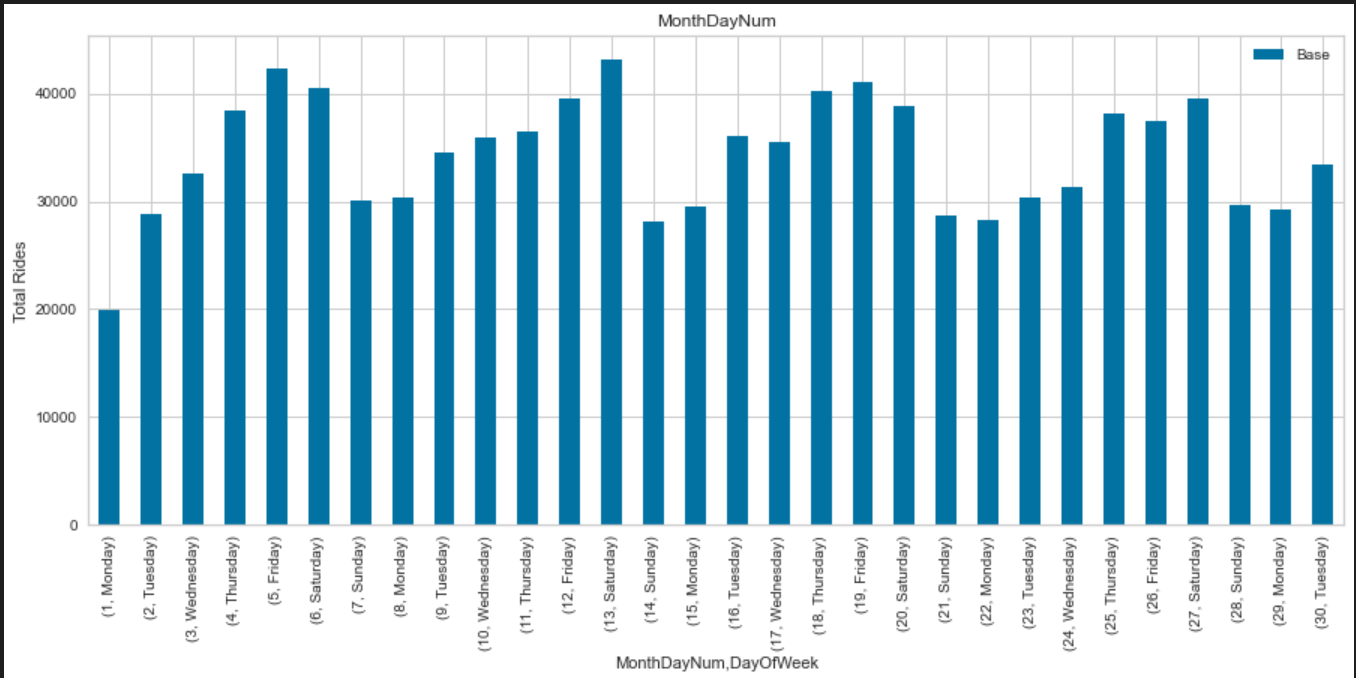 MonthDayNum
Base
Total Rides
40000
30000
20000
10000
0
(1, Monday)
(2, Tuesday)
(3, Wednesday)
(4, Thursday)
(5, Friday)
(6, Saturday)
(7, Sunday)
(8, Monday)
(9, Tuesday)
(10, Wednesday)
(11, Thursday)
(12, Friday)
(13, Saturday)
(14, Sunday)
(15, Monday)
(16, Tuesday)
(17, Wednesday)
(18, Thursday)
(19, Friday)
(20, Saturday)
(21, Sunday)
(22, Monday)
(23, Tuesday)
(24, Wednesday)
(25, Thursday)
(26, Friday)
(27, Saturday)
(28, Sunday)
(29, Monday)
(30, Tuesday)
MonthDayNum,DayOfWeek